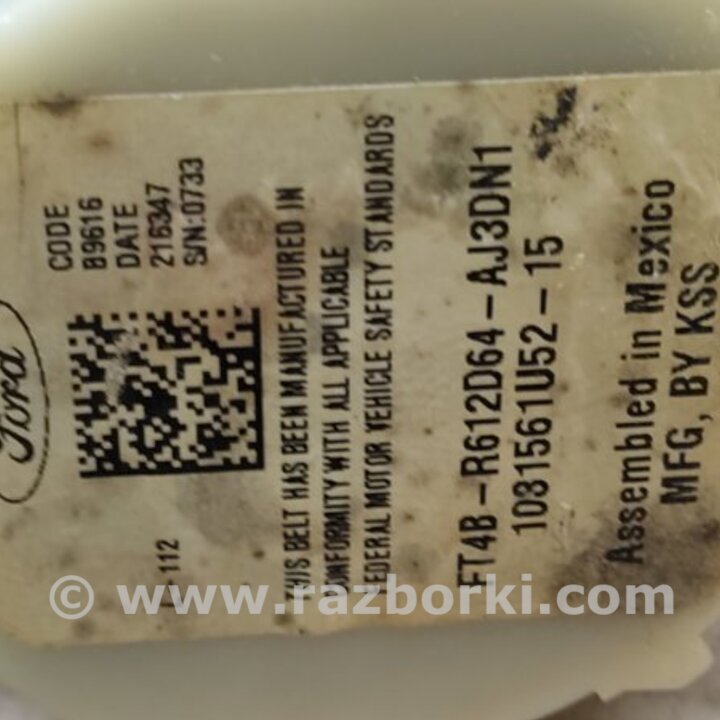 Ford
CODE
B9616
DATE
216347
S/N:0733
112
THIS BELT HAS BEEN MANUFACTURED IN
CONFORMITY WITH ALL APPLICABLE
FEDERAL MOTOR VEHICLE SAFETY STANDARDS
FT4B-R612D64-AJ3DN1
1081561U52-15
Assembled in Mexico
MFG, BY KSS
© www.razborki.com